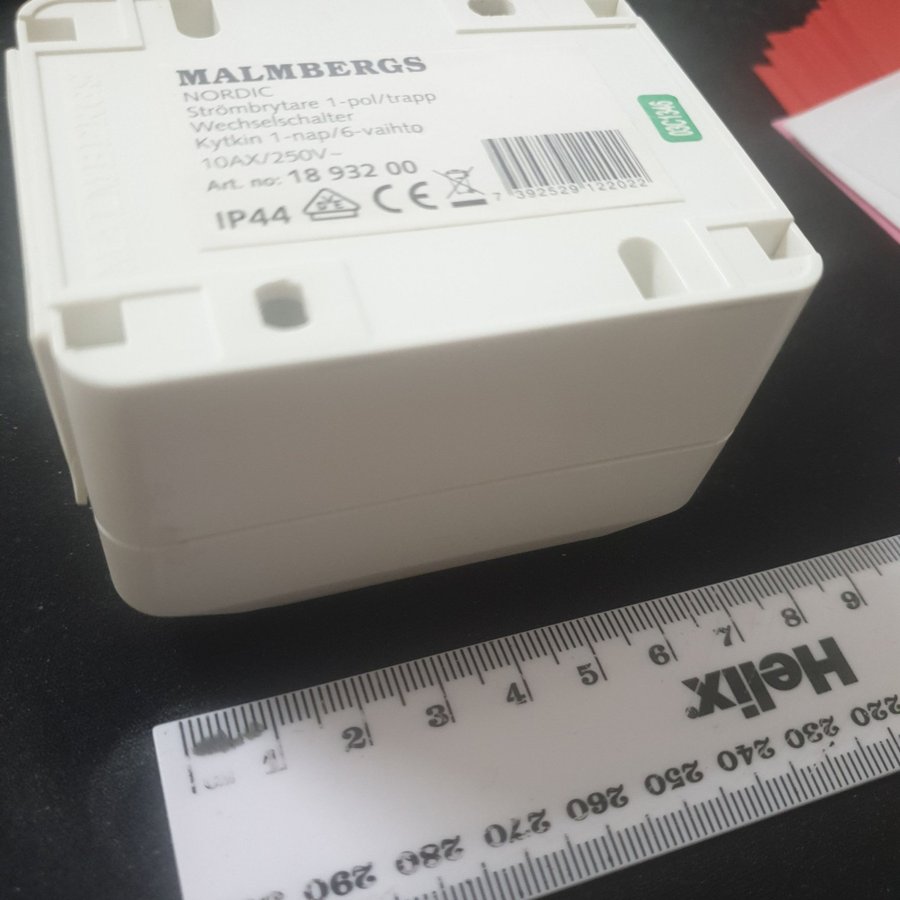 MALMBERGS
NORDIC
Strömbrytare 1-pol/trapp
Wechselschalter
Kytkin 1-nap/6-vaihto
10AX/250V~
Art. no: 18 932 00
IP44 CE
7 392529 122022
1 2 3 4 5 6 7 8 9
Helix
290 280 270 260 250 240 230 220